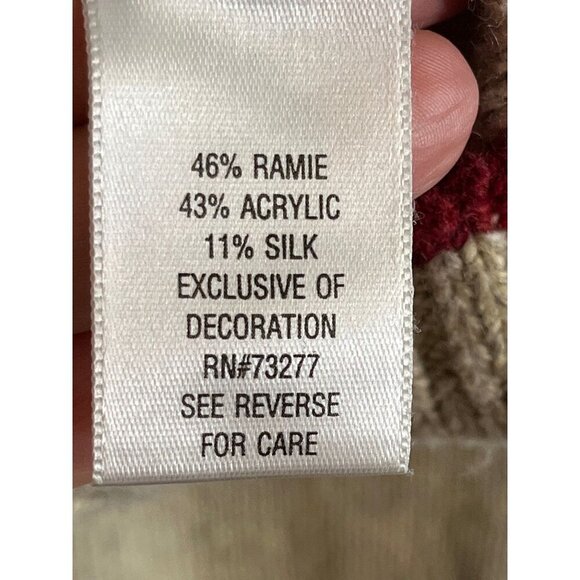 46% RAMIE
43% ACRYLIC
11% SILK
EXCLUSIVE OF
DECORATION
RN#73277
SEE REVERSE
FOR CARE